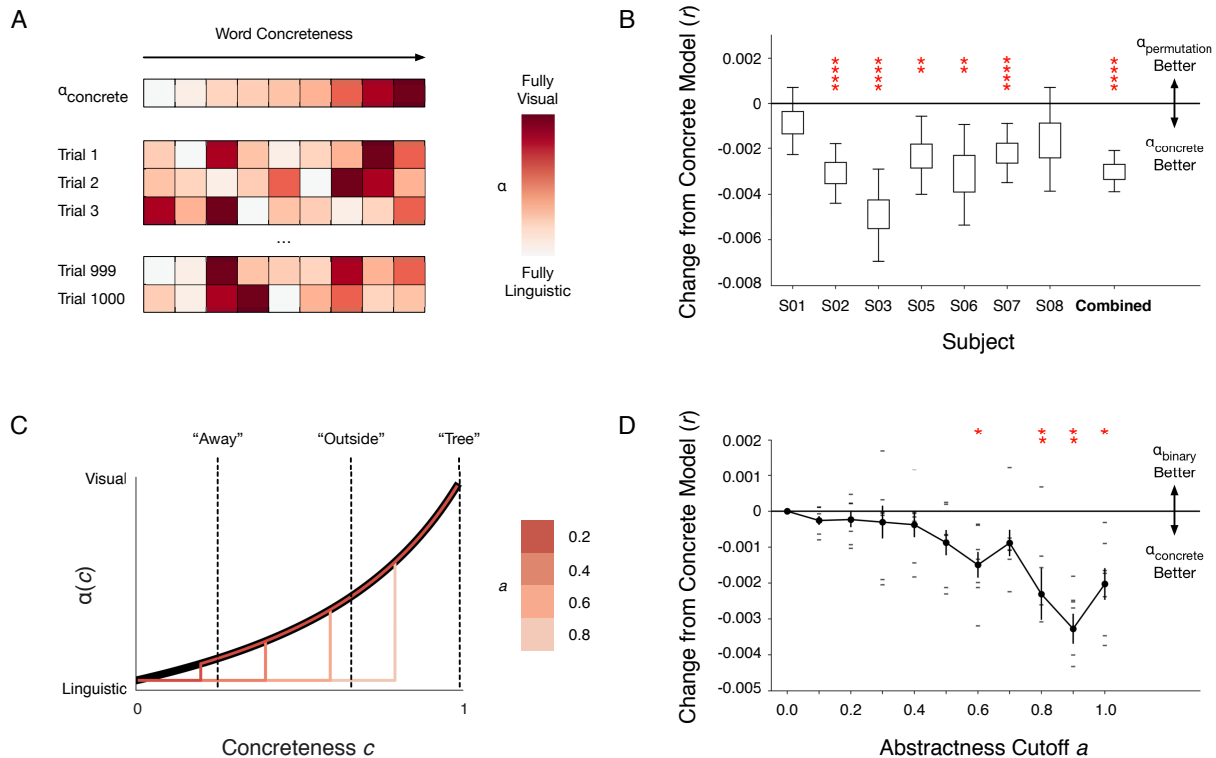 A
Word Concreteness
αconcrete
Trial 1
Trial 2
Trial 3
...
Trial 999
Trial 1000
Fully
Visual
α
Fully
Linguistic
B
Change from Concrete Model (r)
0.002
0
-0.002
-0.004
-0.006
-0.008
**** **** ** ** **** ****
S01 S02 S03 S05 S06 S07 S08 Combined
Subject
αpermutation
Better
αconcrete
Better
C
“Away” “Outside” “Tree”
Visual
α(c)
Linguistic
0 1
Concreteness c
a
0.2
0.4
0.6
0.8
D
Change from Concrete Model (r)
0.002
0.001
0
-0.001
-0.002
-0.003
-0.004
-0.005
* ** ** *
0.0 0.2 0.4 0.6 0.8 1.0
Abstractness Cutoff a
αbinary
Better
αconcrete
Better